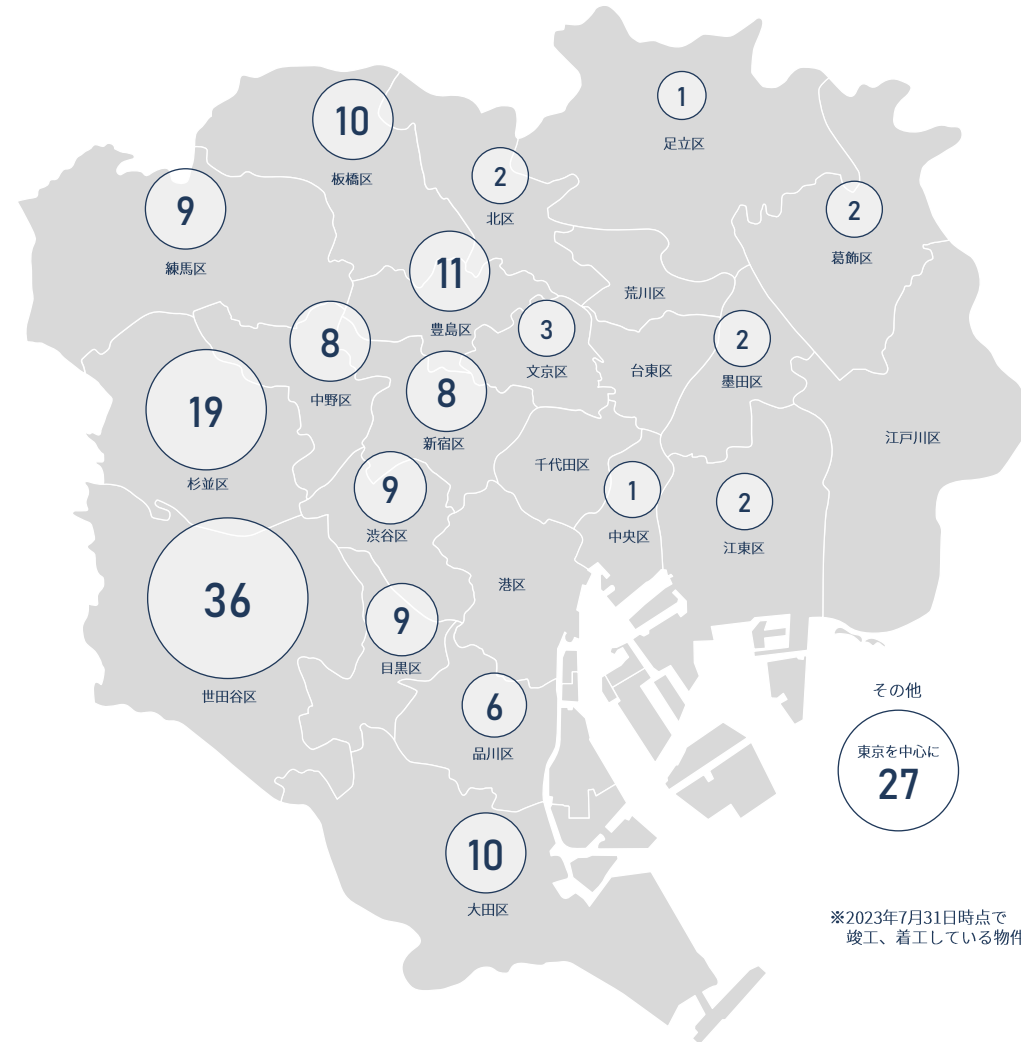 1
足立区
10
板橋区
2
北区
9
練馬区
2
葛飾区
11
豊島区
荒川区
3
文京区
8
中野区
2
墨田区
台東区
8
新宿区
19
杉並区
江戸川区
千代田区
9
渋谷区
1
中央区
2
江東区
港区
36
世田谷区
9
目黒区
6
品川区
その他
東京を中心に
27
10
大田区
※2023年7月31日時点で
竣工、着工している物件